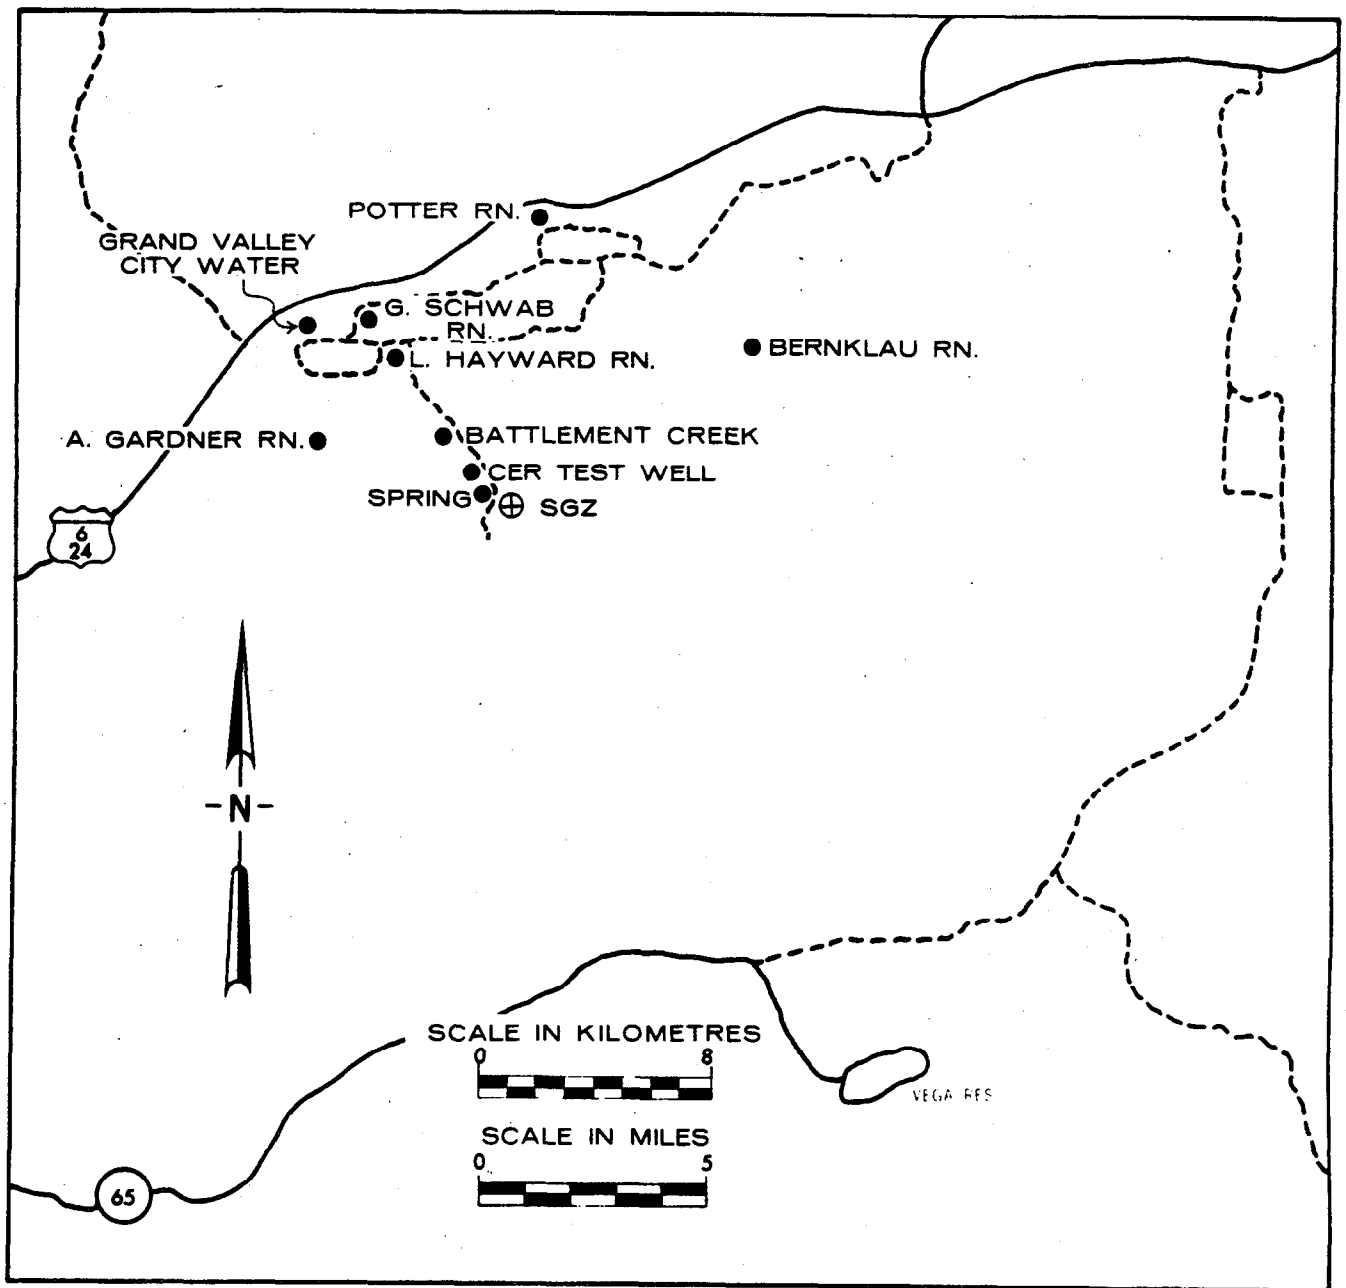 POTTER RN.
GRAND VALLEY
CITY WATER
G. SCHWAB
RN.
L. HAYWARD RN.
BERNKLAU RN.
A. GARDNER RN.
BATTLEMENT CREEK
CER TEST WELL
SPRING
SGZ
6
24
-N-
SCALE IN KILOMETRES
0 8
VEGA RES
SCALE IN MILES
0 5
65